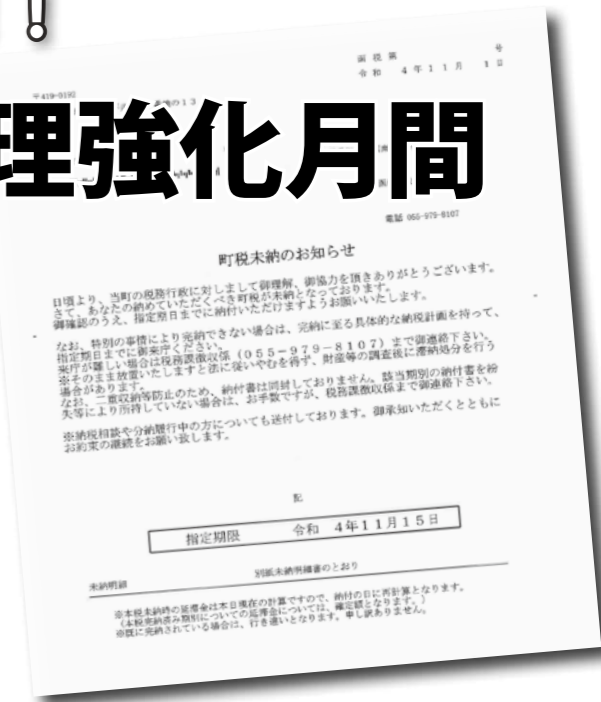 函税第 号
令和 4年11月 1日
〒419-0192
の13
理強化月間
電話 055-979-8107
町税未納のお知らせ
日頃より、当町の税務行政に対しまして御理解、御協力を頂きありがとうございます。
さて、あなたの納めていただくべき町税が未納となっております。
御確認のうえ、指定期日までに納付いただけますようお願いいたします。
なお、特別の事情により完納できない場合は、完納に至る具体的な納税計画を持って、
指定期日までに御来庁ください。
来庁が難しい場合は税務課徴収係(055-979-8107)まで御連絡下さい。
※そのまま放置いたしますと法に従いやむを得ず、財産等の調査後に滞納処分を行う
場合があります。
なお、二重収納等防止のため、納付書は同封しておりません。該当期別の納付書を紛
失等により所持していない場合は、お手数ですが、税務課徴収係まで御連絡下さい。
※納税相談や分納履行中の方についても送付しております。御承知いただくとともに
お約束の継続をお願い致します。
記
指定期限 令和 4年11月15日
未納明細 別紙未納明細書のとおり
※本税未納時の延滞金は本日現在の計算ですので、納付の日に再計算となります。
(本税完納済み期別についての延滞金については、確定額となります。)
※既に完納されている場合は、行き違いとなります。申し訳ありません。